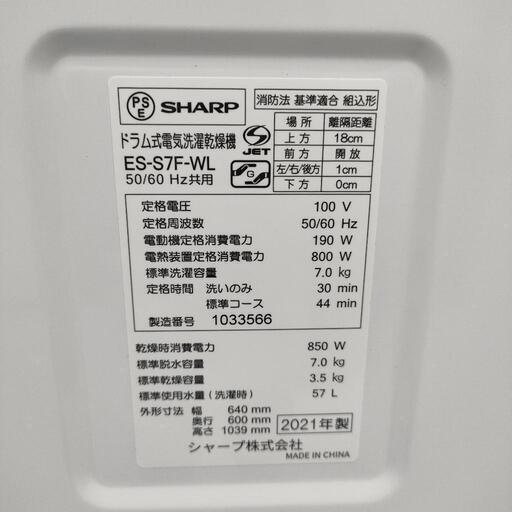 PSE SHARP
ドラム式電気洗濯乾燥機
ES-S7F-WL
50/60 Hz共用
S JET
G
消防法 基準適合 組込形
場所 離隔距離
上方 18cm
前方 開放
左/右/後方 1cm
下方 0cm
定格電圧 100 V
定格周波数 50/60 Hz
電動機定格消費電力 190 W
電熱装置定格消費電力 800 W
標準洗濯容量 7.0 kg
定格時間 洗いのみ 30 min
標準コース 44 min
製造番号 1033566
乾燥時消費電力 850 W
標準脱水容量 7.0 kg
標準乾燥容量 3.5 kg
標準使用水量(洗濯時) 57 L
外形寸法 幅 640 mm
奥行 600 mm
高さ 1039 mm
2021年製
シャープ株式会社
MADE IN CHINA